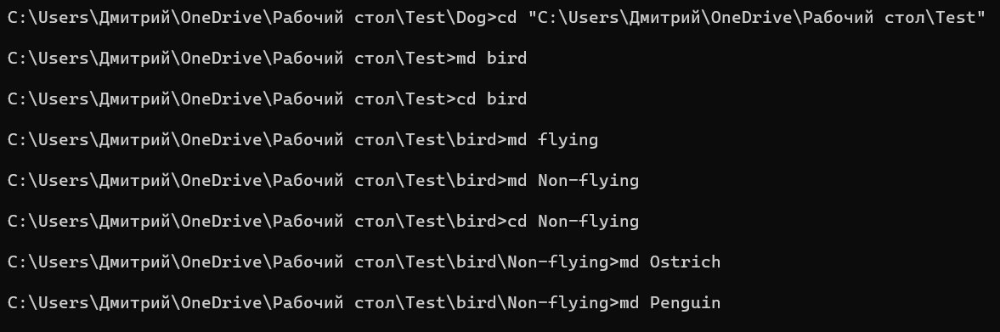 C:\Users\Дмитрий\OneDrive\Рабочий стол\Test\Dog>cd "C:\Users\Дмитрий\OneDrive\Рабочий стол\Test"
C:\Users\Дмитрий\OneDrive\Рабочий стол\Test>md bird
C:\Users\Дмитрий\OneDrive\Рабочий стол\Test>cd bird
C:\Users\Дмитрий\OneDrive\Рабочий стол\Test\bird>md flying
C:\Users\Дмитрий\OneDrive\Рабочий стол\Test\bird>md Non-flying
C:\Users\Дмитрий\OneDrive\Рабочий стол\Test\bird>cd Non-flying
C:\Users\Дмитрий\OneDrive\Рабочий стол\Test\bird\Non-flying>md Ostrich
C:\Users\Дмитрий\OneDrive\Рабочий стол\Test\bird\Non-flying>md Penguin